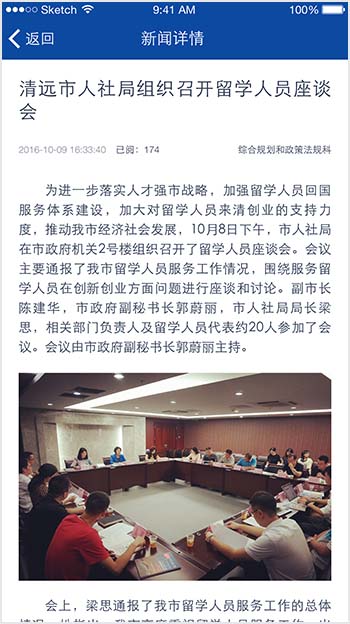 Sketch 9:41 AM 100%
返回 新闻详情
清远市人社局组织召开留学人员座谈
会
2016-10-09 16:33:40 已阅：174 综合规划和政策法规科
为进一步落实人才强市战略，加强留学人员回国
服务体系建设，加大对留学人员来清创业的支持力
度，推动我市经济社会发展，10月8日下午，市人社局
在市政府机关2号楼组织召开了留学人员座谈会。会议
主要通报了我市留学人员服务工作情况，围绕服务留
学人员在创新创业方面问题进行座谈和讨论。副市长
陈建华，市政府副秘书长郭蔚丽，市人社局局长梁
思，相关部门负责人及留学人员代表约20人参加了会
议。会议由市政府副秘书长郭蔚丽主持。
会上，梁思通报了我市留学人员服务工作的总体